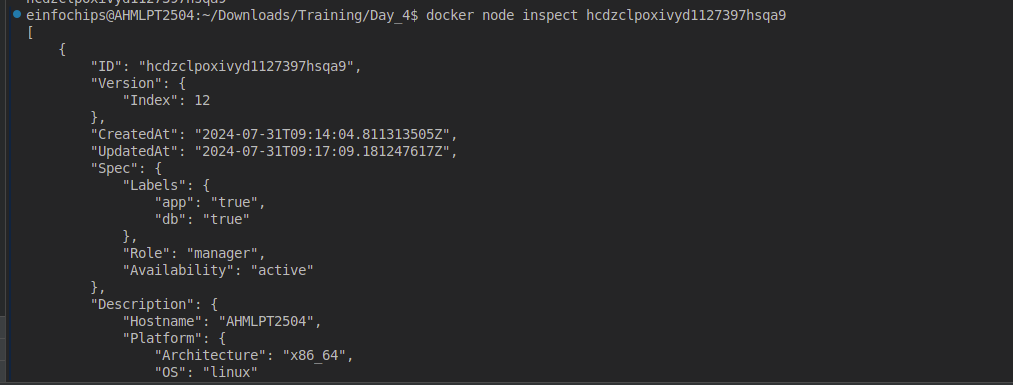 einfochips@AHMLPT2504:~/Downloads/Training/Day_4$ docker node inspect hcdzclpoxivyd1127397hsqa9
[
    {
        "ID": "hcdzclpoxivyd1127397hsqa9",
        "Version": {
            "Index": 12
        },
        "CreatedAt": "2024-07-31T09:14:04.811313505Z",
        "UpdatedAt": "2024-07-31T09:17:09.181247617Z",
        "Spec": {
            "Labels": {
                "app": "true",
                "db": "true"
            },
            "Role": "manager",
            "Availability": "active"
        },
        "Description": {
            "Hostname": "AHMLPT2504",
            "Platform": {
                "Architecture": "x86_64",
                "OS": "linux"